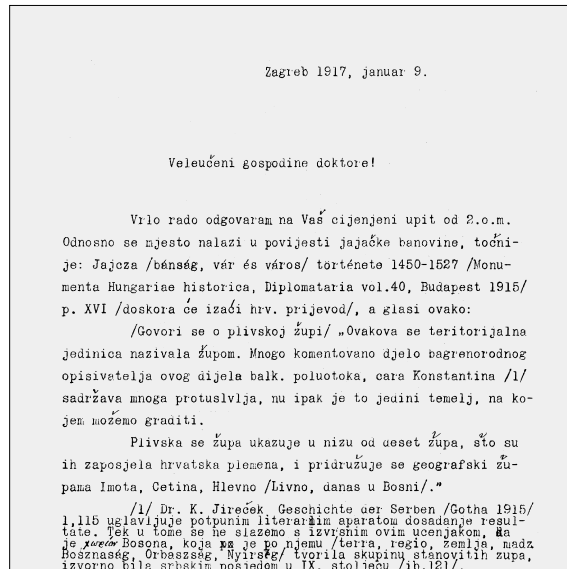 Zagreb 1917, januar 9.
Veleučeni gospodine doktore!
Vrlo rado odgovaram na Vaš cijenjeni upit od 2.o.m.
Odnosno se mjesto nalazi u povijesti jajačke banovine, točni-
je: Jajcza /bánság, vár és város/ története 1450-1527 /Monu-
menta Hungariae historica, Diplomataria vol.40, Budapest 1915/
p. XVI /doskora će izaći hrv. prijevod/, a glasi ovako:
/Govori se o plivskoj župi/ „Ovakova se teritorijalna
jedinica nazivala župom. Mnogo komentovano djelo bagrenorodnog
opisivatelja ovog dijela balk. poluotoka, cara Konstantina /1/
sadržava mnoga protuslvlja, nu ipak je to jedini temelj, na ko-
jem možemo graditi.
Plivska se župa ukazuje u nizu od deset župa, što su
ih zaposjela hrvatska plemena, i pridružuje se geografski žu-
pama Imota, Cetina, Hlevno /Livno, danas u Bosni/."
/1/ Dr. K. Jireček, Geschichte der Serben /Gotha 1915/
1,115 uglavljuje potpunim literarnim aparatom dosadanje resul-
tate. Tek u tome se ne slazemo s izvrsnim ovim ucenjakom, da
je χωρίον Bosona, koja je po njemu /terra, regio, zemlja, madz.
Bosznaság, Orbaszság, Nyirség/ tvorila skupinu stanovitih zupa,
izvorno bila srbskim posjedom u IX. stoljeću /ib.121/.